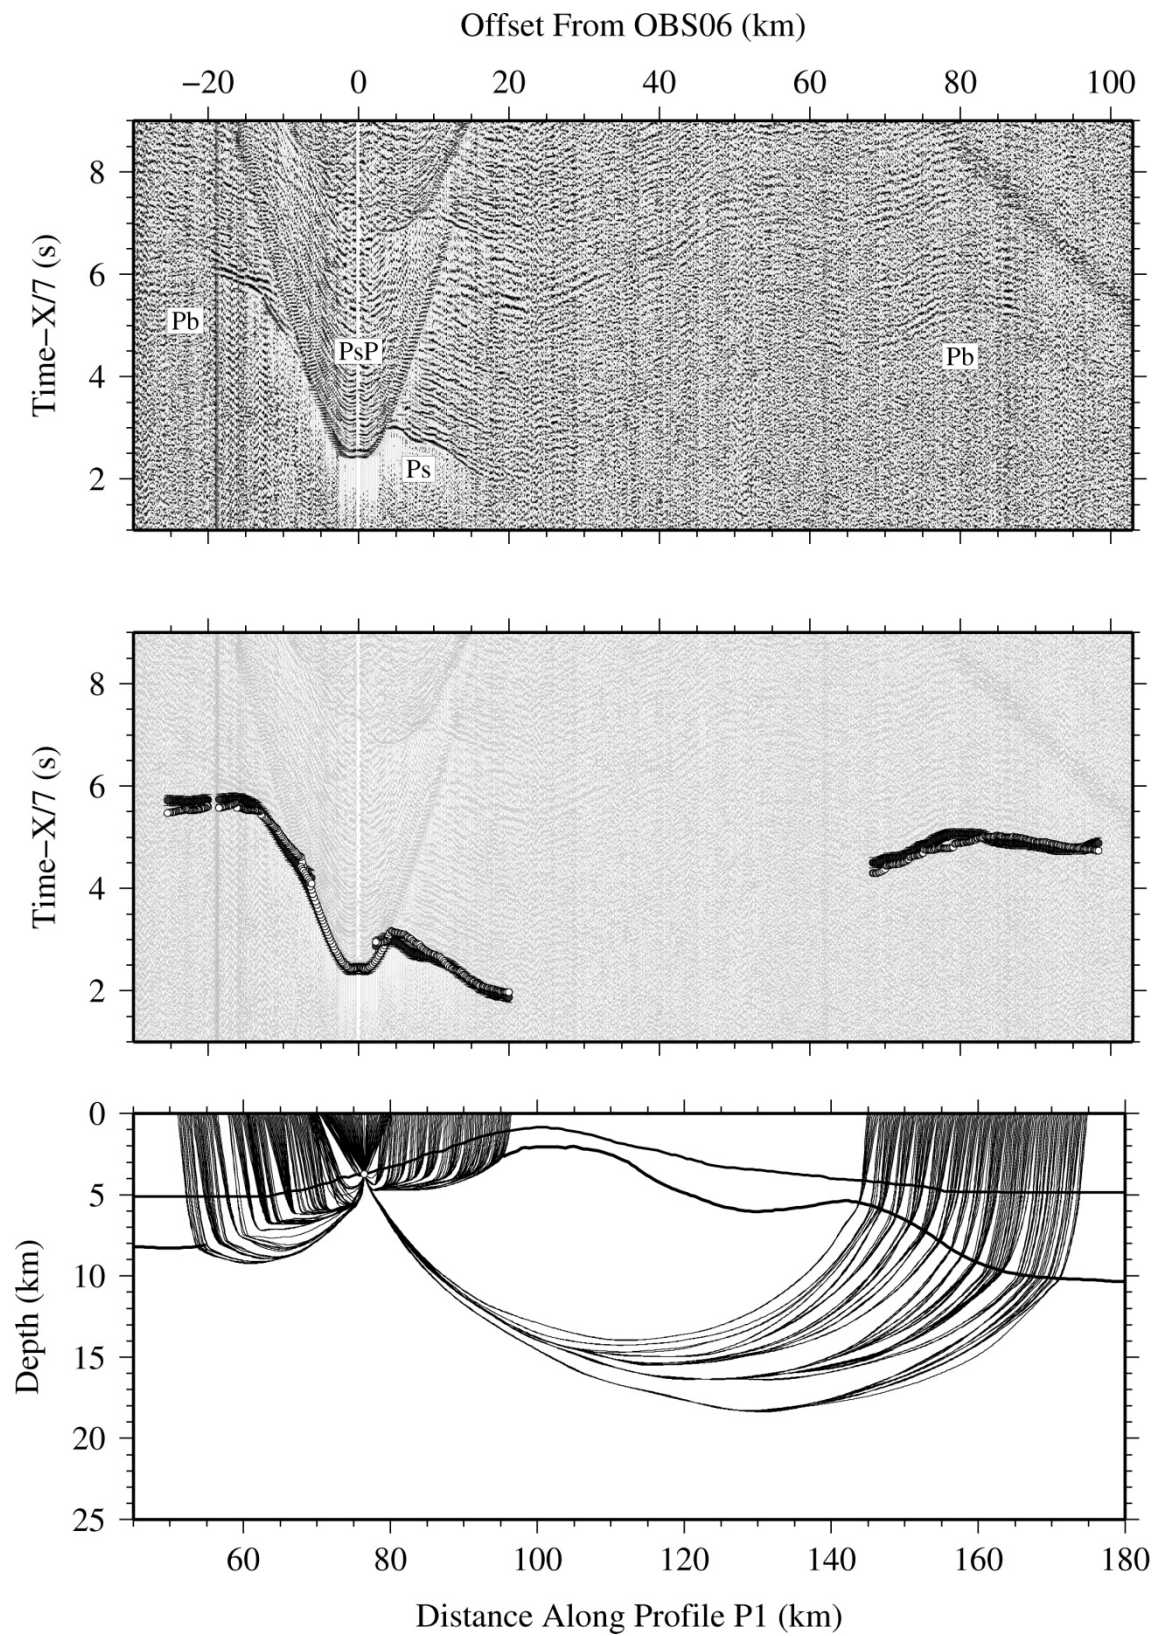 Offset From OBS06 (km)
−20 0 20 40 60 80 100
Time−X/7 (s)
8
6
4
2
Pb
PsP
Ps
Pb
Time−X/7 (s)
8
6
4
2
Depth (km)
0
5
10
15
20
25
60 80 100 120 140 160 180
Distance Along Profile P1 (km)